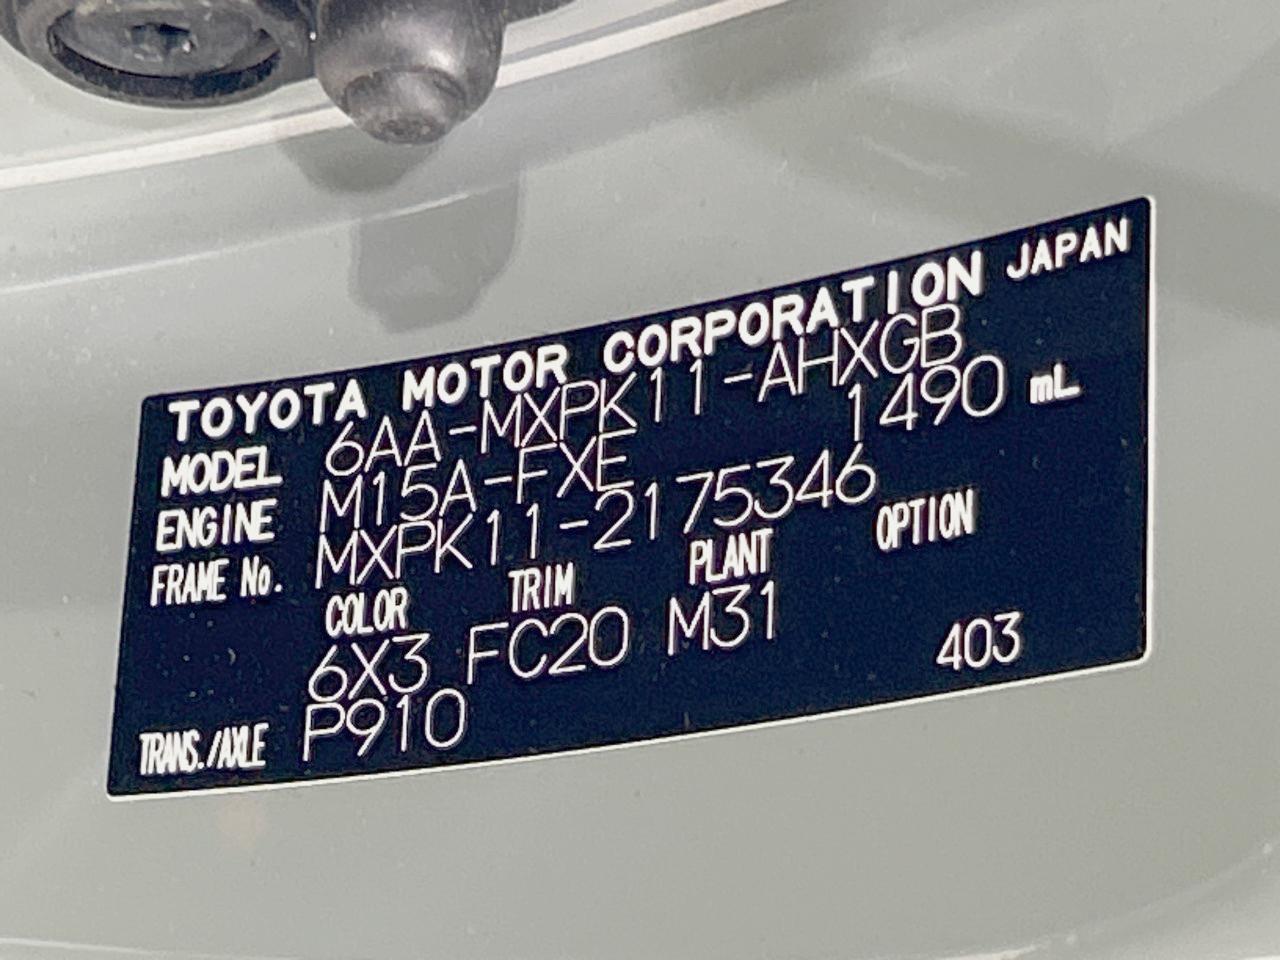 TOYOTA MOTOR CORPORATION JAPAN
MODEL 6AA-MXPK11-AHXGB
ENGINE M15A-FXE 1490 mL
FRAME No. MXPK11-2175346
COLOR TRIM PLANT OPTION
6X3 FC20 M31
403
TRANS./AXLE P910